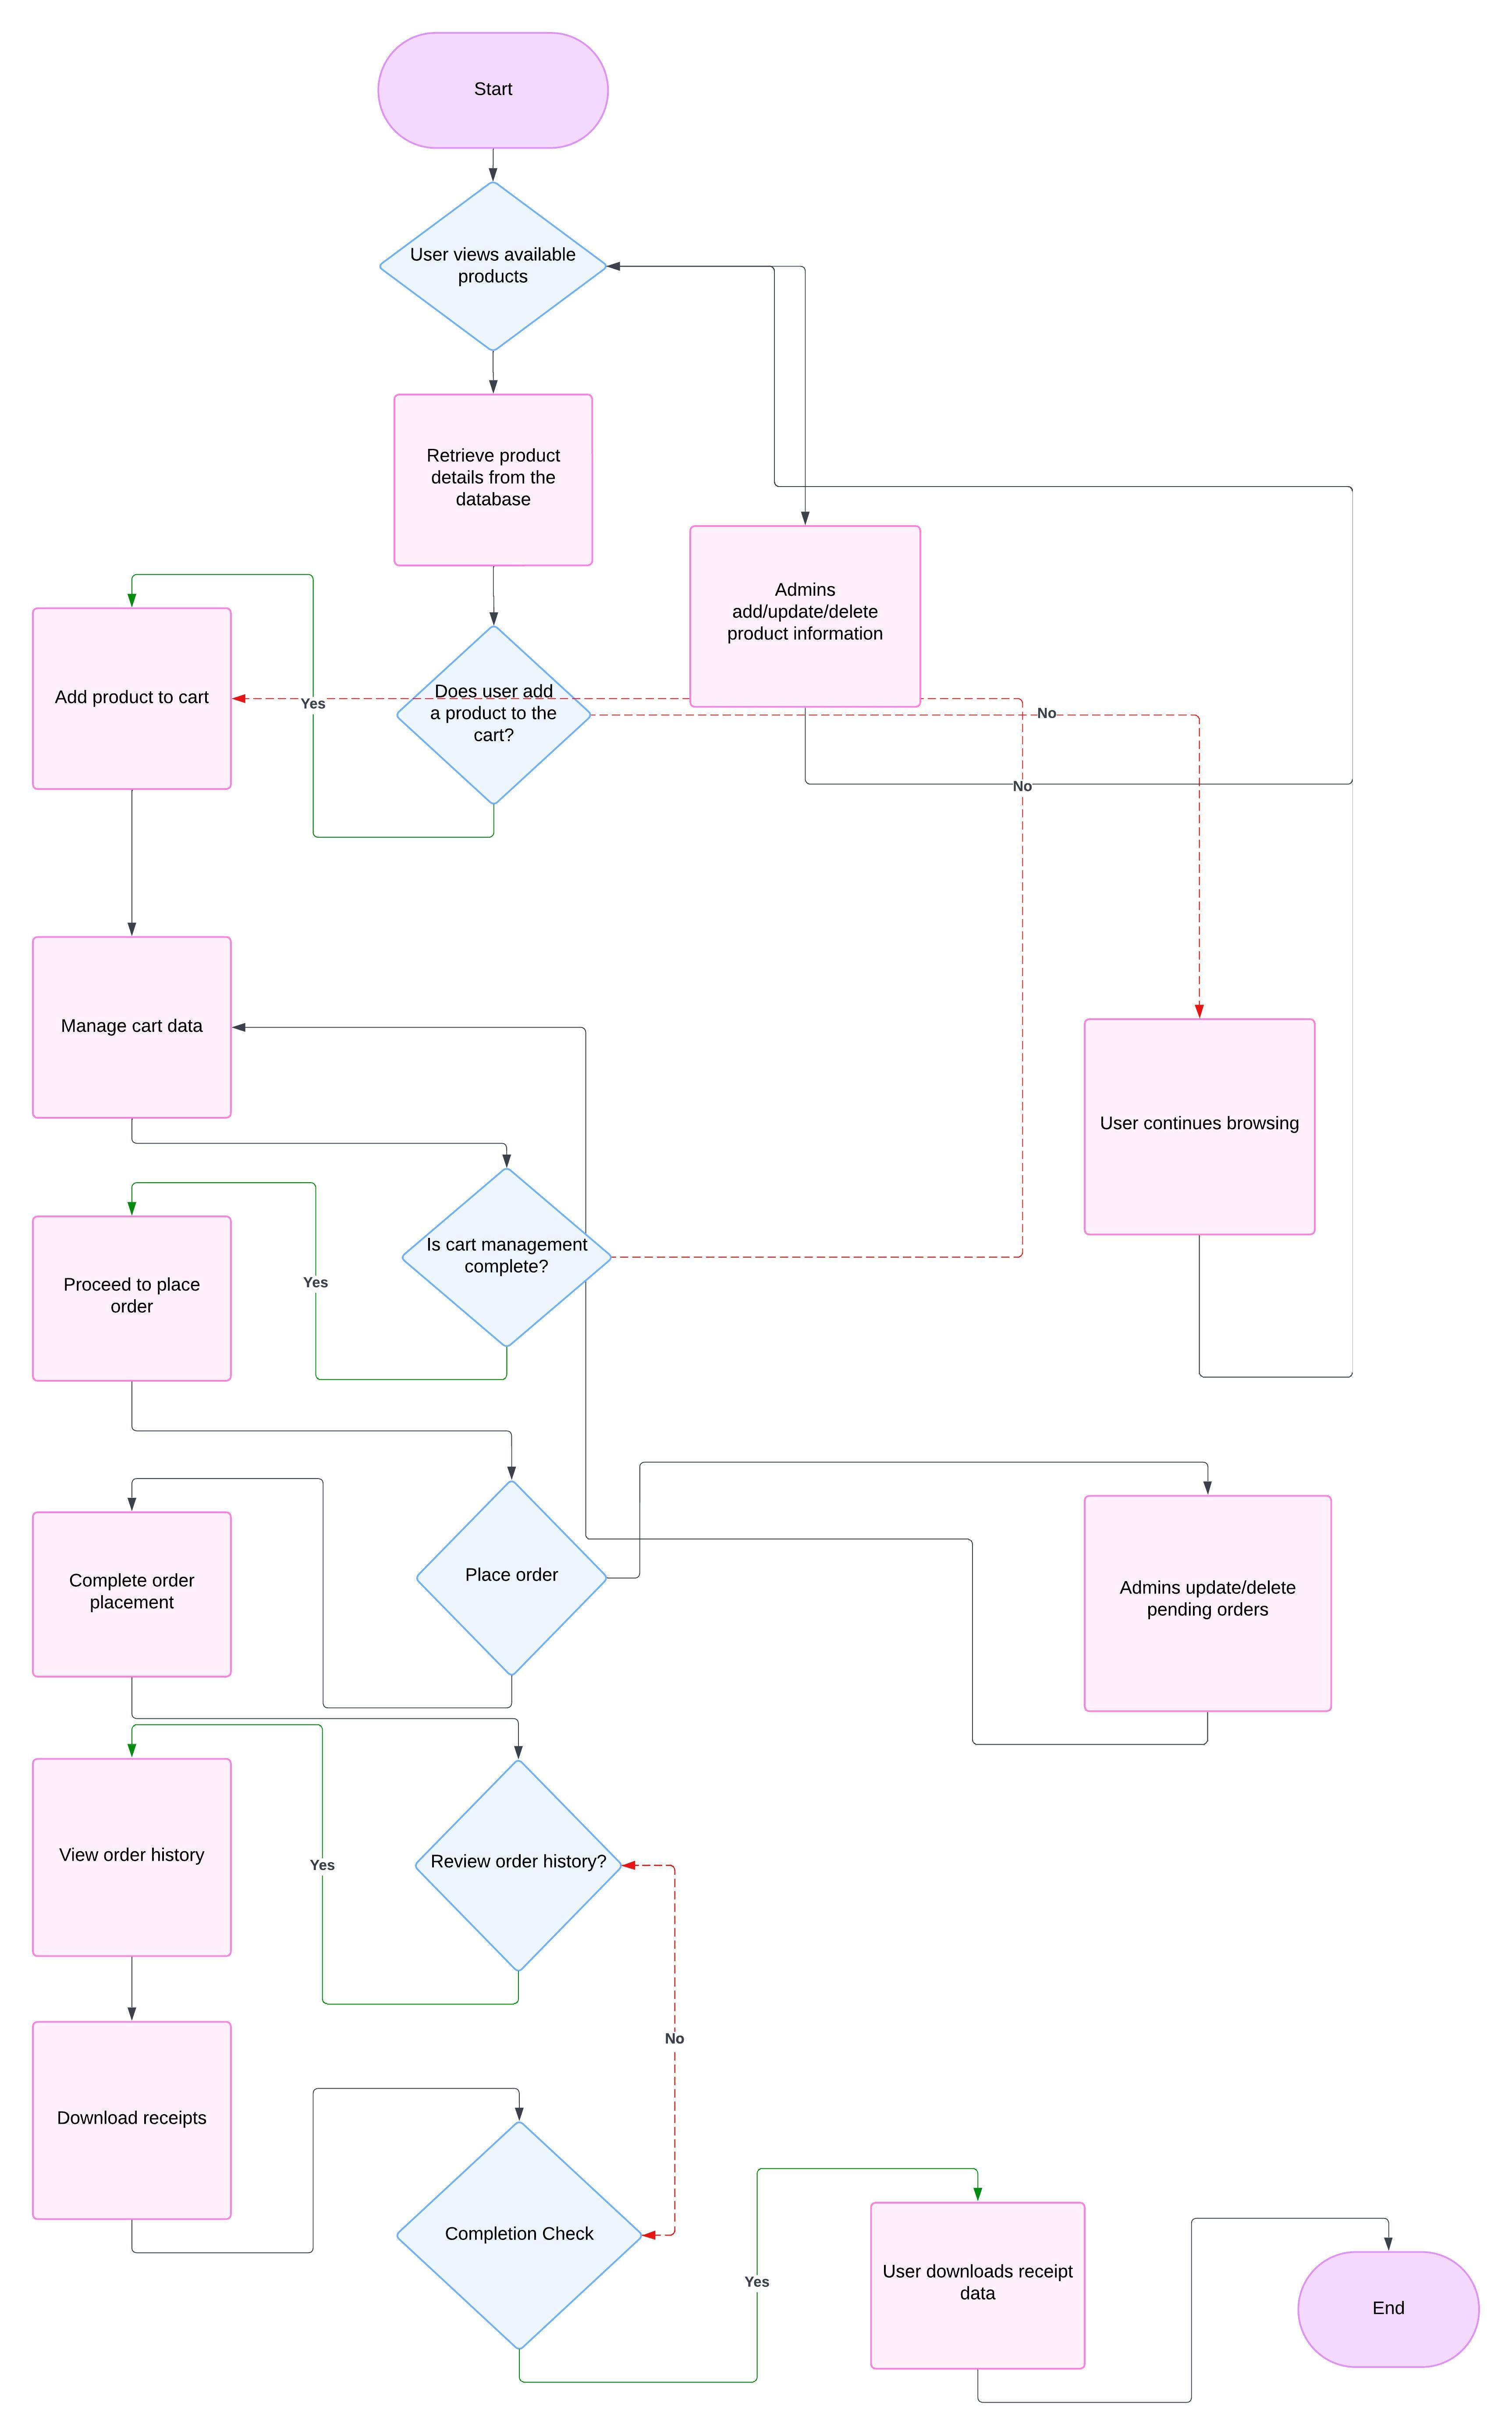 Start
User views available
products
Retrieve product
details from the
database
Admins
add/update/delete
product information
Add product to cart
Yes
Does user add
a product to the
cart?
No
No
Manage cart data
User continues browsing
Is cart management
complete?
Proceed to place
order
Yes
Place order
Complete order
placement
Admins update/delete
pending orders
View order history
Yes
Review order history?
No
Download receipts
Completion Check
Yes
User downloads receipt
data
End